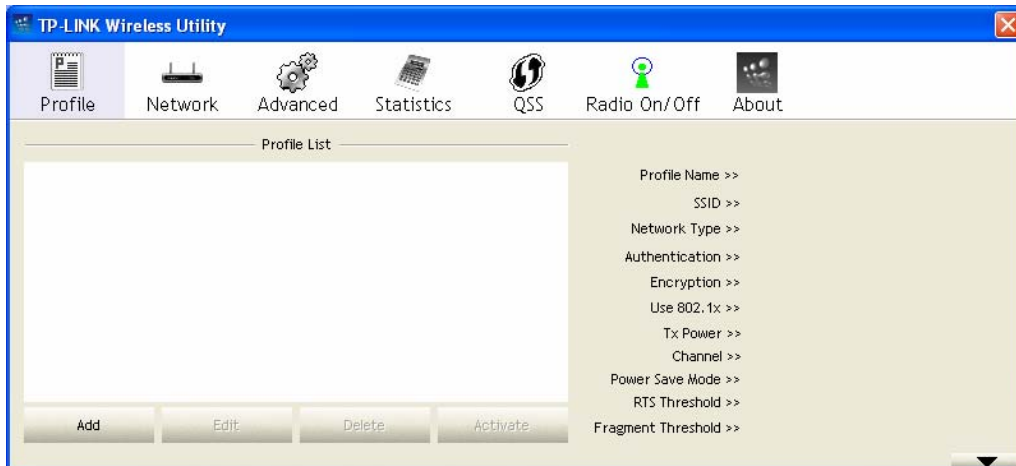 TP-LINK Wireless Utility
Profile
Network
Advanced
Statistics
QSS
Radio On/Off
About
Profile List
Add
Edit
Delete
Activate
Profile Name >>
SSID >>
Network Type >>
Authentication >>
Encryption >>
Use 802.1x >>
Tx Power >>
Channel >>
Power Save Mode >>
RTS Threshold >>
Fragment Threshold >>